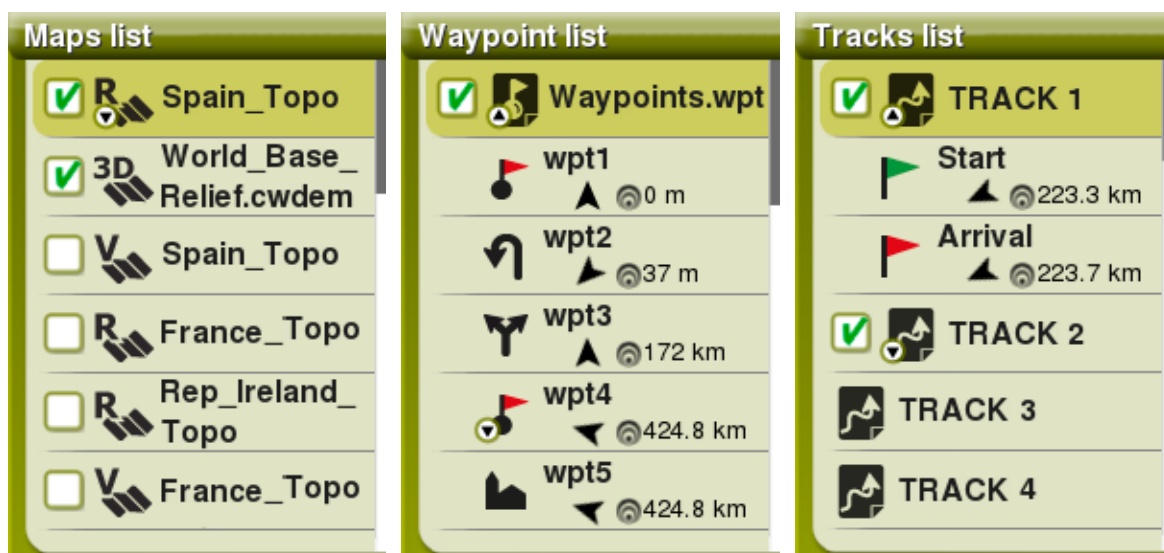 Maps list
R Spain_Topo
3D World_Base_
Relief.cwdem
V Spain_Topo
R France_Topo
R Rep_Ireland_
Topo
V France_Topo
Waypoint list
Waypoints.wpt
wpt1
0 m
wpt2
37 m
wpt3
172 km
wpt4
424.8 km
wpt5
424.8 km
Tracks list
TRACK 1
Start
223.3 km
Arrival
223.7 km
TRACK 2
TRACK 3
TRACK 4